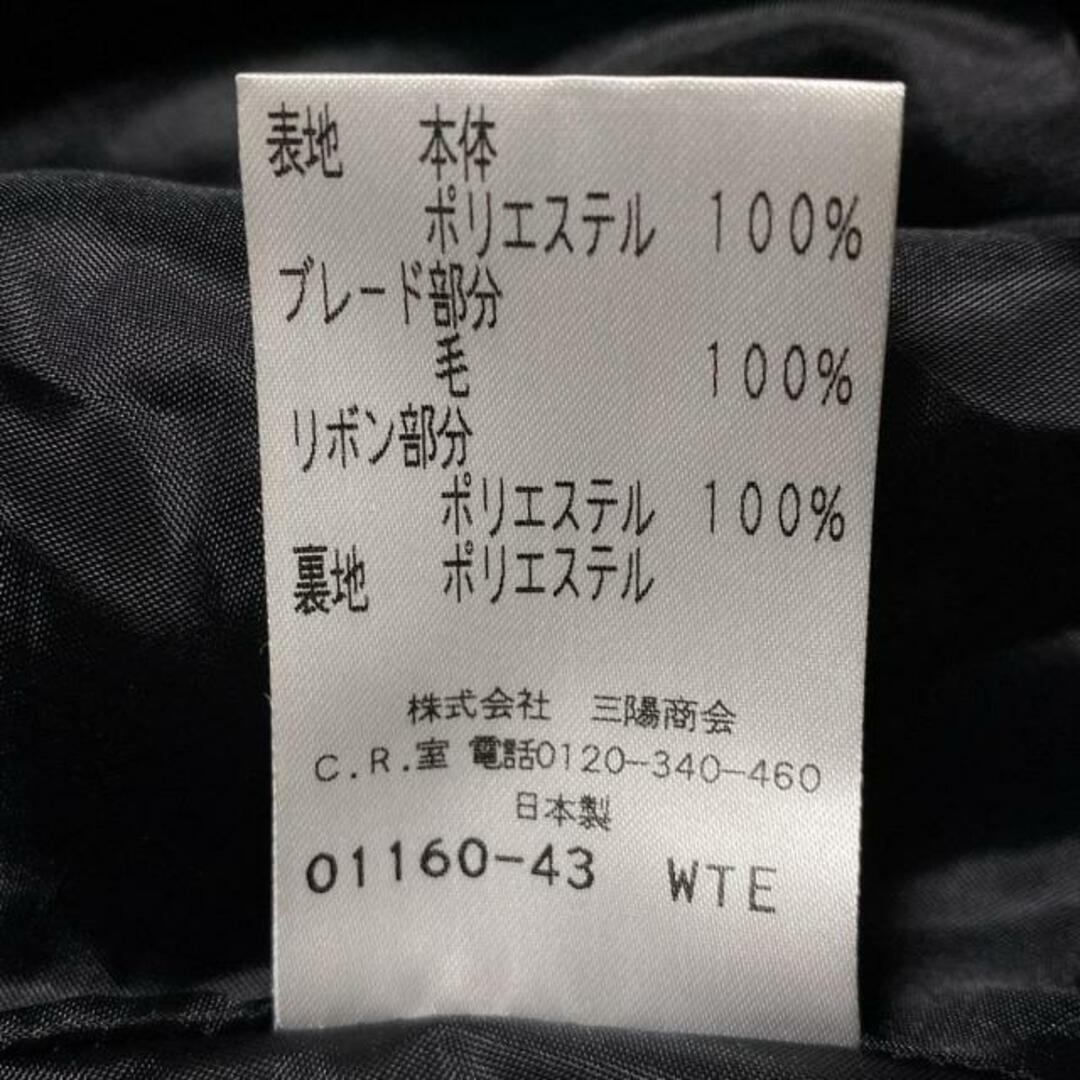 表地 本体
ポリエステル 100%
ブレード部分
毛 100%
リボン部分
ポリエステル 100%
裏地 ポリエステル
株式会社 三陽商会
C.R.室 電話0120-340-460
日本製
01160-43 WTE